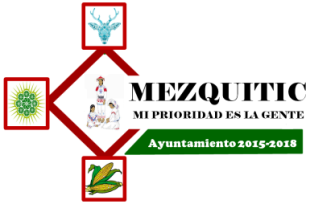 MEZQUITIC
MI PRIORIDAD ES LA GENTE
Ayuntamiento 2015-2018